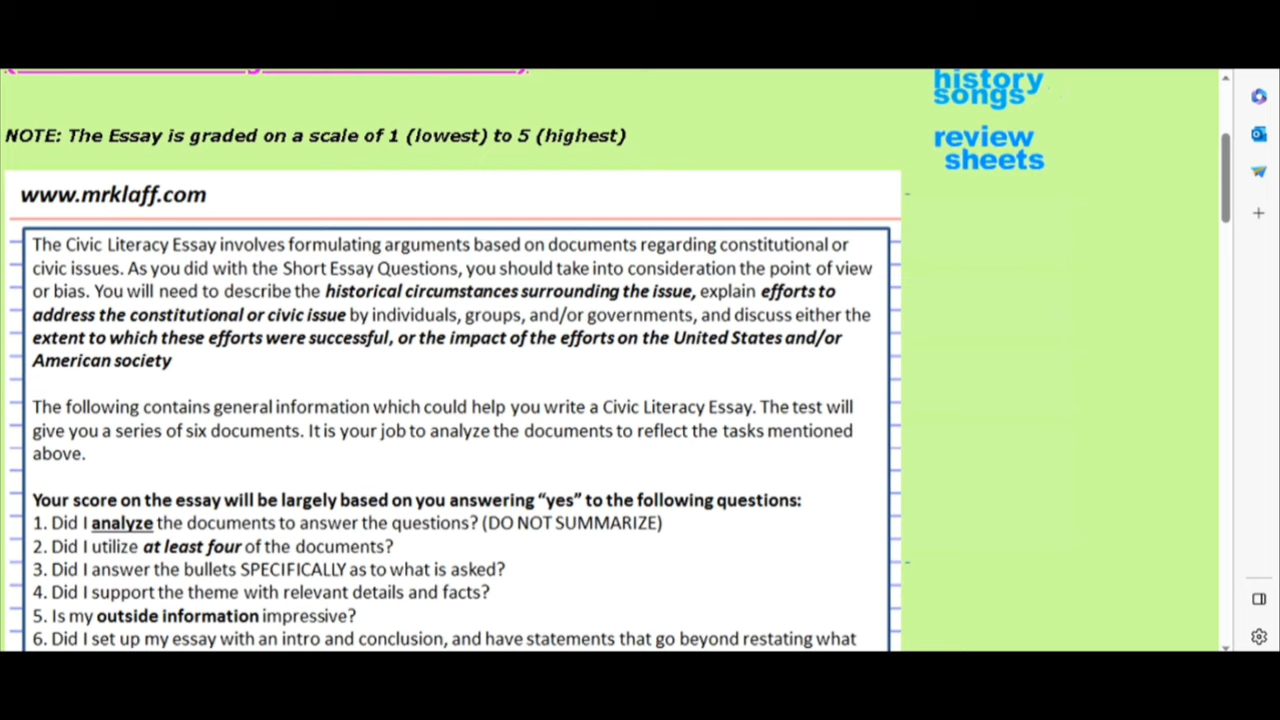 history
songs
NOTE: The Essay is graded on a scale of 1 (lowest) to 5 (highest)
review
sheets
www.mrklaff.com
The Civic Literacy Essay involves formulating arguments based on documents regarding constitutional or
civic issues. As you did with the Short Essay Questions, you should take into consideration the point of view
or bias. You will need to describe the historical circumstances surrounding the issue, explain efforts to
address the constitutional or civic issue by individuals, groups, and/or governments, and discuss either the
extent to which these efforts were successful, or the impact of the efforts on the United States and/or
American society
The following contains general information which could help you write a Civic Literacy Essay. The test will
give you a series of six documents. It is your job to analyze the documents to reflect the tasks mentioned
above.
Your score on the essay will be largely based on you answering “yes” to the following questions:
1. Did I analyze the documents to answer the questions? (DO NOT SUMMARIZE)
2. Did I utilize at least four of the documents?
3. Did I answer the bullets SPECIFICALLY as to what is asked?
4. Did I support the theme with relevant details and facts?
5. Is my outside information impressive?
6. Did I set up my essay with an intro and conclusion, and have statements that go beyond restating what